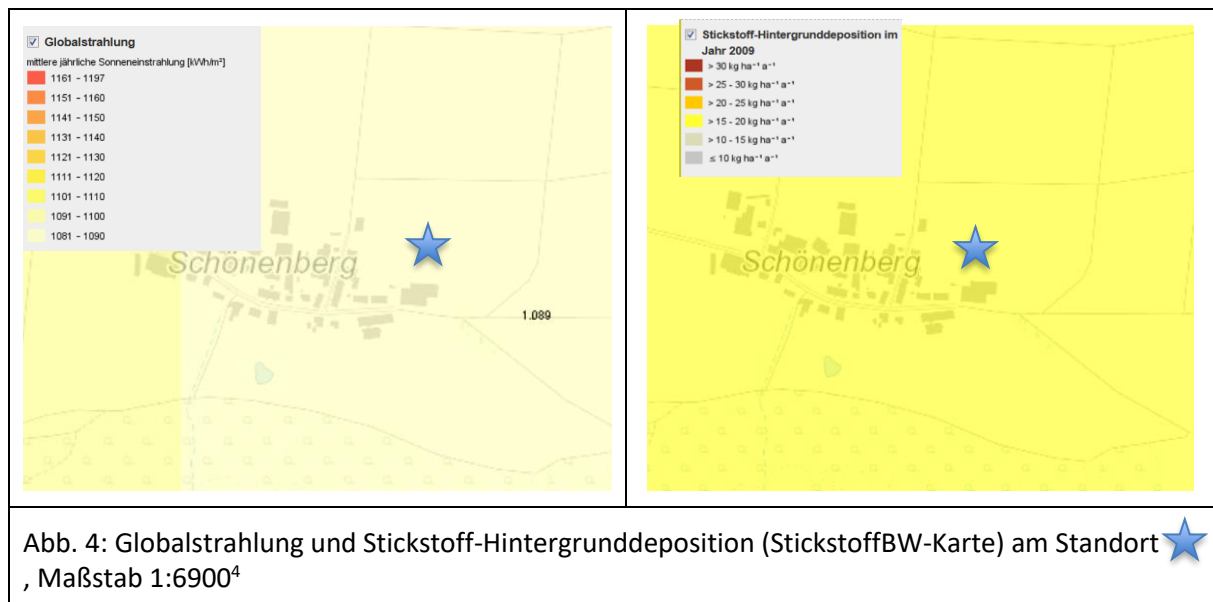 Globalstrahlung
mittlere jährliche Sonneneinstrahlung [kWh/m²]
1161 - 1197
1151 - 1160
1141 - 1150
1131 - 1140
1121 - 1130
1111 - 1120
1101 - 1110
1091 - 1100
1081 - 1090
Schönenberg
1.089
Stickstoff-Hintergrunddeposition im
Jahr 2009
> 30 kg ha⁻¹ a⁻¹
> 25 - 30 kg ha⁻¹ a⁻¹
> 20 - 25 kg ha⁻¹ a⁻¹
> 15 - 20 kg ha⁻¹ a⁻¹
> 10 - 15 kg ha⁻¹ a⁻¹
≤ 10 kg ha⁻¹ a⁻¹
Schönenberg
Abb. 4: Globalstrahlung und Stickstoff-Hintergrunddeposition (StickstoffBW-Karte) am Standort
, Maßstab 1:6900⁴